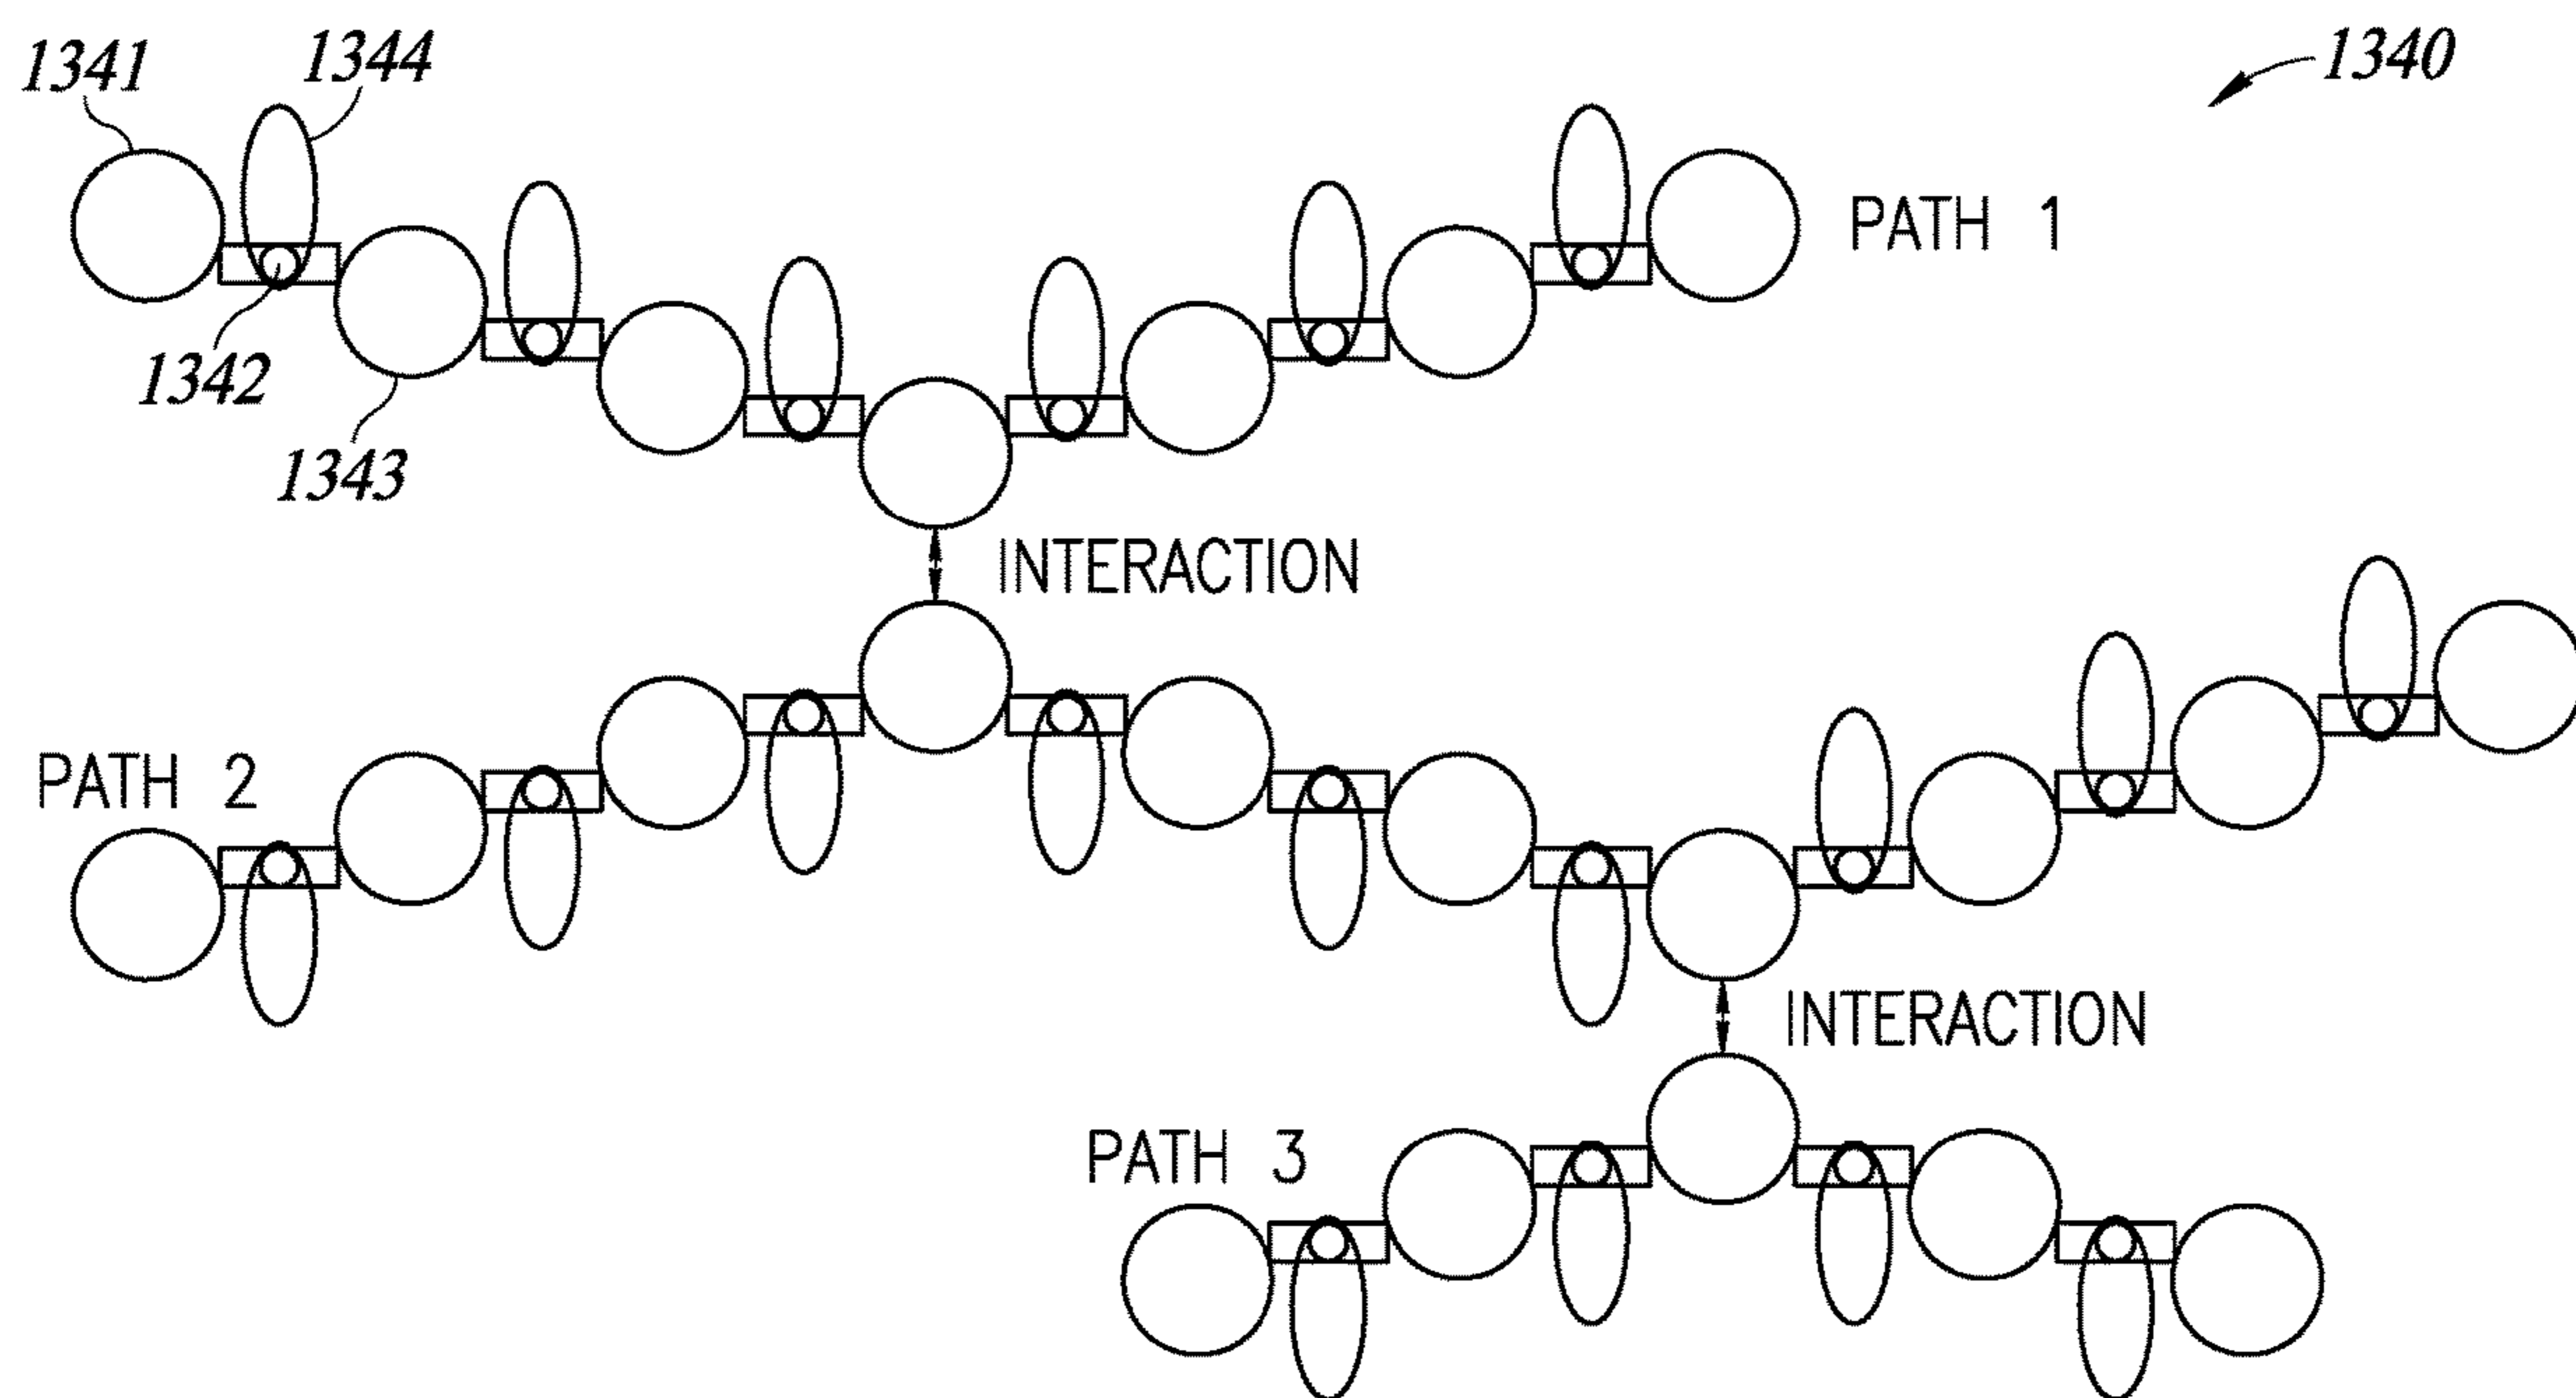 1341
1344
1340
PATH 1
1342
1343
INTERACTION
PATH 2
INTERACTION
PATH 3